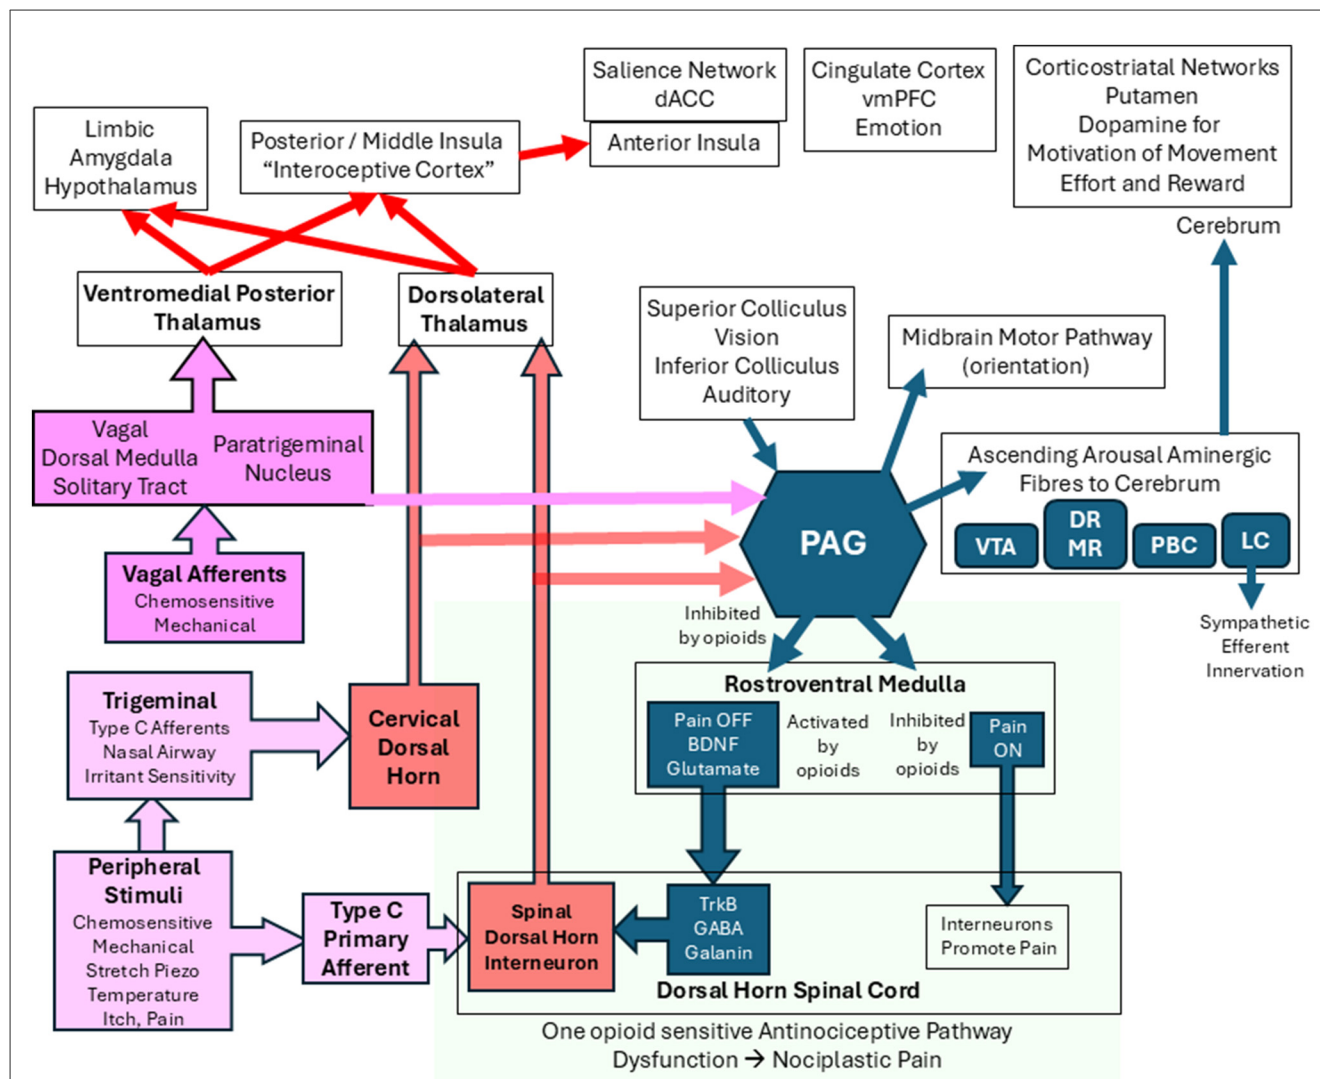 Salience Network
dACC
Anterior Insula
Cingulate Cortex
vmPFC
Emotion
Corticostriatal Networks
Putamen
Dopamine for
Motivation of Movement
Effort and Reward
Cerebrum
Limbic
Amygdala
Hypothalamus
Posterior / Middle Insula
“Interoceptive Cortex”
Ventromedial Posterior
Thalamus
Dorsolateral
Thalamus
Superior Colliculus
Vision
Inferior Colliculus
Auditory
Midbrain Motor Pathway
(orientation)
Vagal
Dorsal Medulla
Solitary Tract
Paratrigeminal
Nucleus
Ascending Arousal Aminergic
Fibres to Cerebrum
VTA
DR
MR
PBC
LC
PAG
Vagal Afferents
Chemosensitive
Mechanical
Inhibited
by opioids
Sympathetic
Efferent
Innervation
Trigeminal
Type C Afferents
Nasal Airway
Irritant Sensitivity
Cervical
Dorsal
Horn
Rostroventral Medulla
Pain OFF
BDNF
Glutamate
Activated
by
opioids
Inhibited
by
opioids
Pain
ON
Peripheral
Stimuli
Chemosensitive
Mechanical
Stretch Piezo
Temperature
Itch, Pain
Type C
Primary
Afferent
Spinal
Dorsal Horn
Interneuron
TrkB
GABA
Galanin
Interneurons
Promote Pain
Dorsal Horn Spinal Cord
One opioid sensitive Antinociceptive Pathway
Dysfunction → Nociplastic Pain